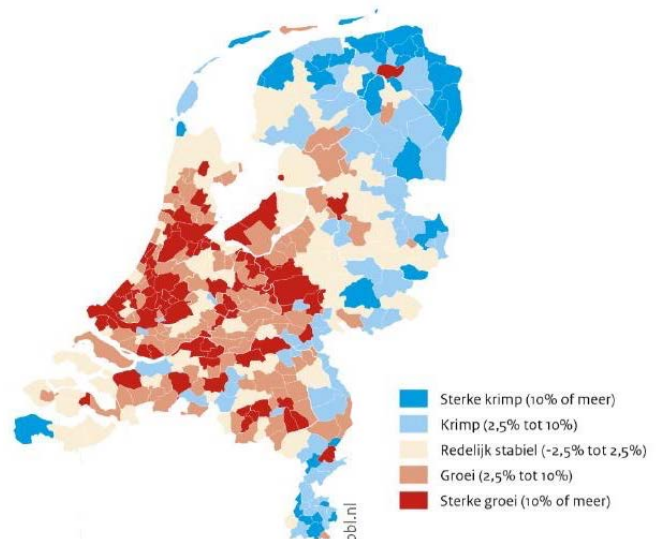 Sterke krimp (10% of meer)
Krimp (2,5% tot 10%)
Redelijk stabiel (-2,5% tot 2,5%)
Groei (2,5% tot 10%)
Sterke groei (10% of meer)
pbl.nl